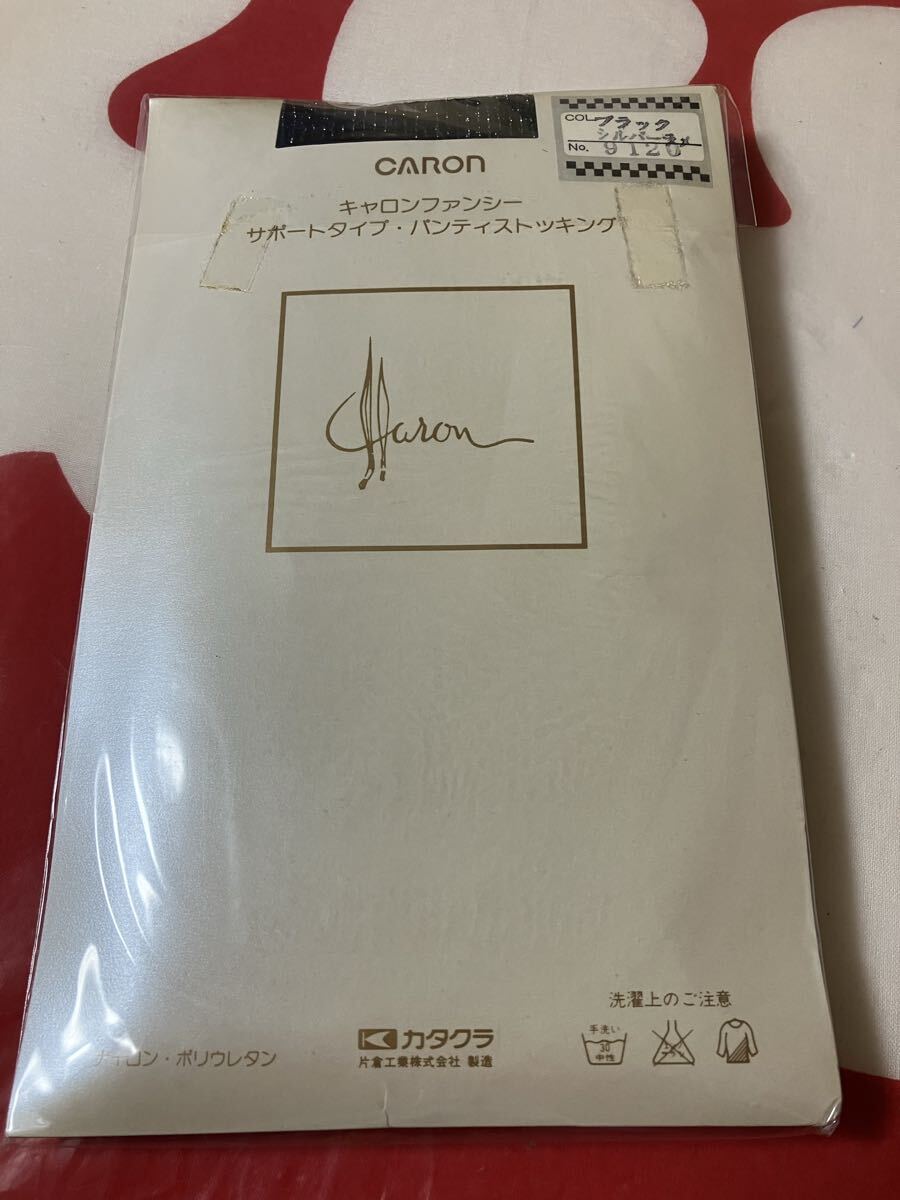 COL ブラック
シルバーラメ
No. 9120
CARON
キャロンファンシー
サポートタイプ・パンティストッキング
Charon
洗濯上のご注意
手洗い
30
中性
カタクラ
片倉工業株式会社 製造
ナイロン・ポリウレタン